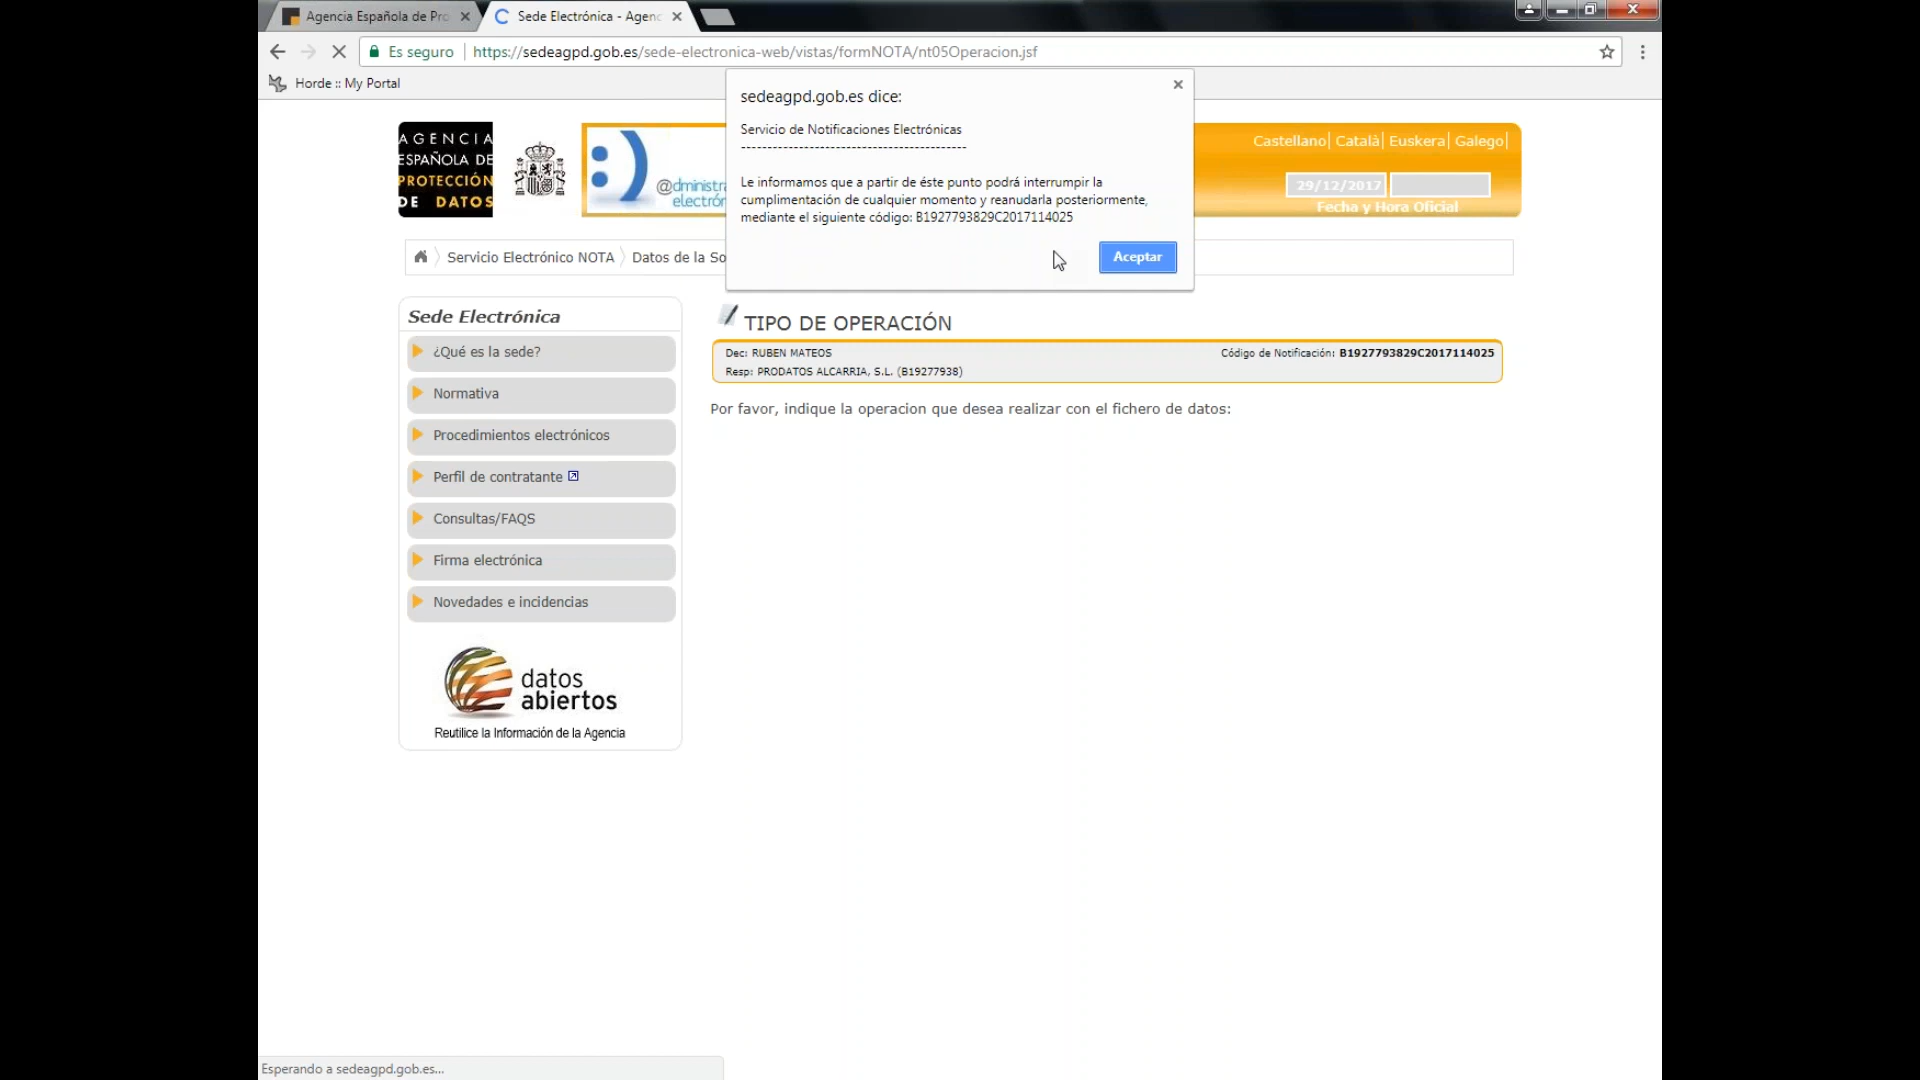 Agencia Española de Pro
Sede Electrónica - Agenc
Es seguro
https://sedeagpd.gob.es/sede-electronica-web/vistas/formNOTA/nt05Operacion.jsf
Horde :: My Portal
sedeagpd.gob.es dice:
Servicio de Notificaciones Electrónicas
-------------------------------------------
Le informamos que a partir de éste punto podrá interrumpir la
cumplimentación de cualquier momento y reanudarla posteriormente,
mediante el siguiente código: B1927793829C2017114025
Aceptar
AGENCIA
ESPAÑOLA DE
PROTECCIÓN
DE DATOS
@dministra
electrón
Castellano| Català| Euskera| Galego|
29/12/2017
Fecha y Hora Oficial
Servicio Electrónico NOTA
Datos de la So
Sede Electrónica
¿Qué es la sede?
Normativa
Procedimientos electrónicos
Perfil de contratante
Consultas/FAQS
Firma electrónica
Novedades e incidencias
datos
abiertos
Reutilice la Información de la Agencia
TIPO DE OPERACIÓN
Dec: RUBEN MATEOS
Código de Notificación: B1927793829C2017114025
Resp: PRODATOS ALCARRIA, S.L. (B19277938)
Por favor, indique la operacion que desea realizar con el fichero de datos:
Esperando a sedeagpd.gob.es...